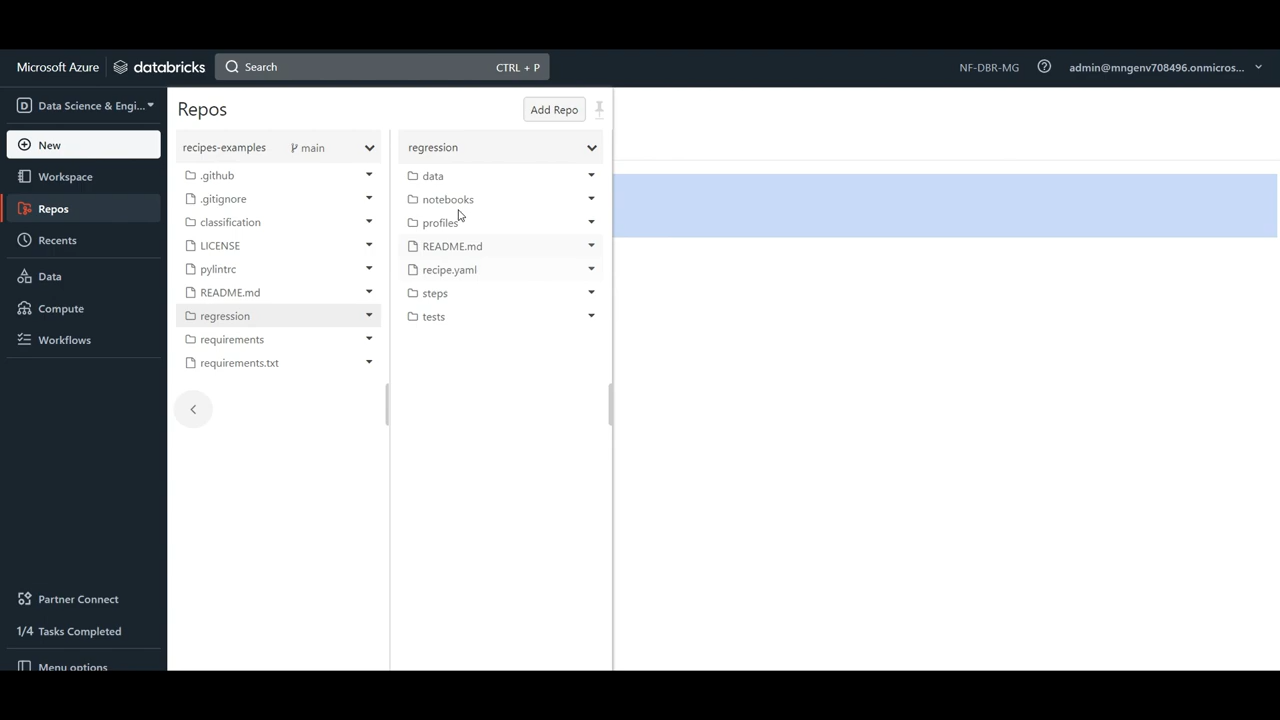 Microsoft Azure databricks Search CTRL + P NF-DBR-MG admin@mngenv708496.onmicros...
D Data Science & Engi...
New
Workspace
Repos
Recents
Data
Compute
Workflows
Partner Connect
1/4 Tasks Completed
Menu options
Repos Add Repo
recipes-examples main
.github
.gitignore
classification
LICENSE
pylintrc
README.md
regression
requirements
requirements.txt
regression
data
notebooks
profiles
README.md
recipe.yaml
steps
tests